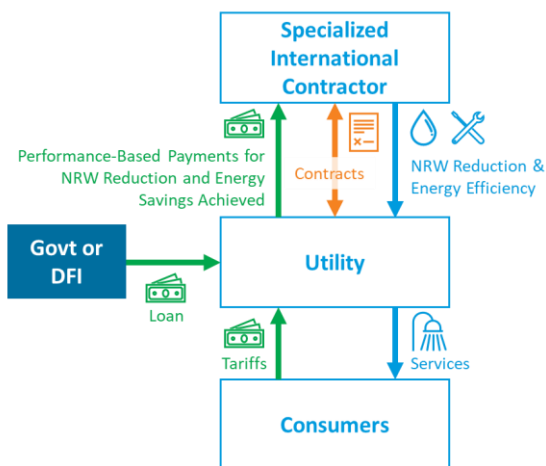 Specialized
International
Contractor
Performance-Based Payments for
NRW Reduction and Energy
Savings Achieved
Contracts
NRW Reduction &
Energy Efficiency
Govt or
DFI
Loan
Utility
Tariffs
Services
Consumers